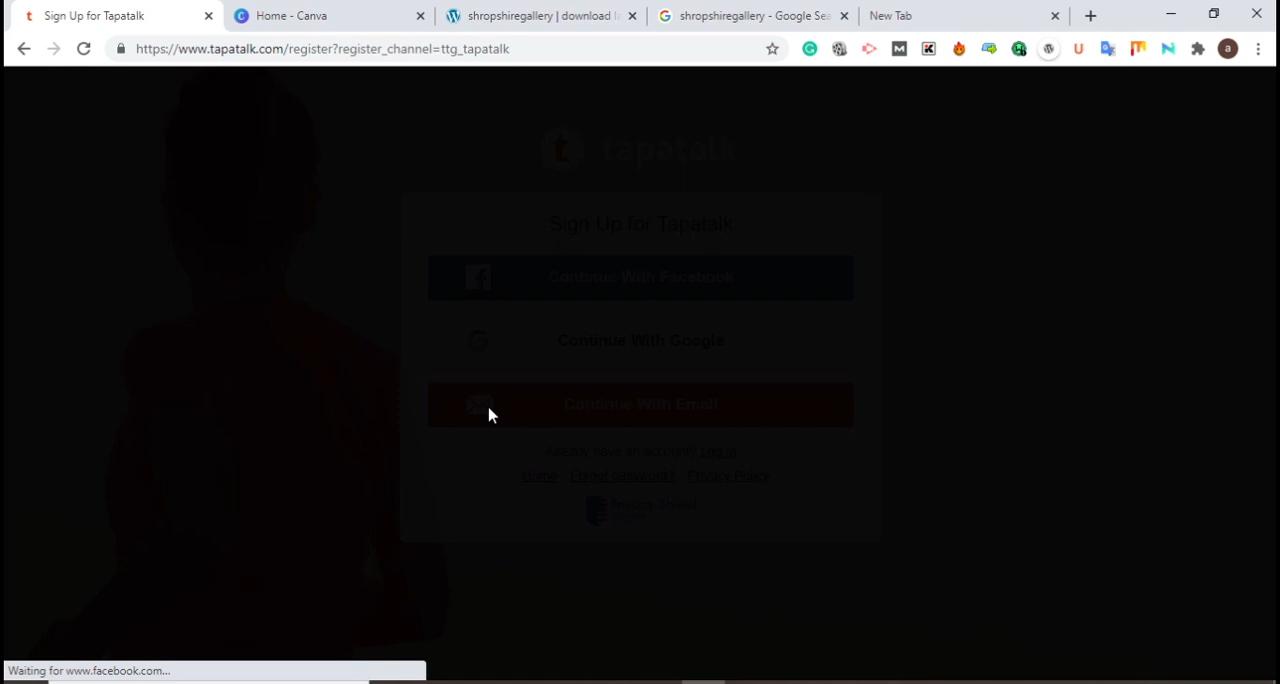 Sign Up for Tapatalk
Home - Canva
shropshiregallery | download I
shropshiregallery - Google Sea
New Tab
https://www.tapatalk.com/register?register_channel=ttg_tapatalk
tapatalk
Sign Up for Tapatalk
Continue With Facebook
Continue With Google
Continue With Email
Already have an account? Log in
Home Forgot password? Privacy Policy
Privacy Shield
Waiting for www.facebook.com...